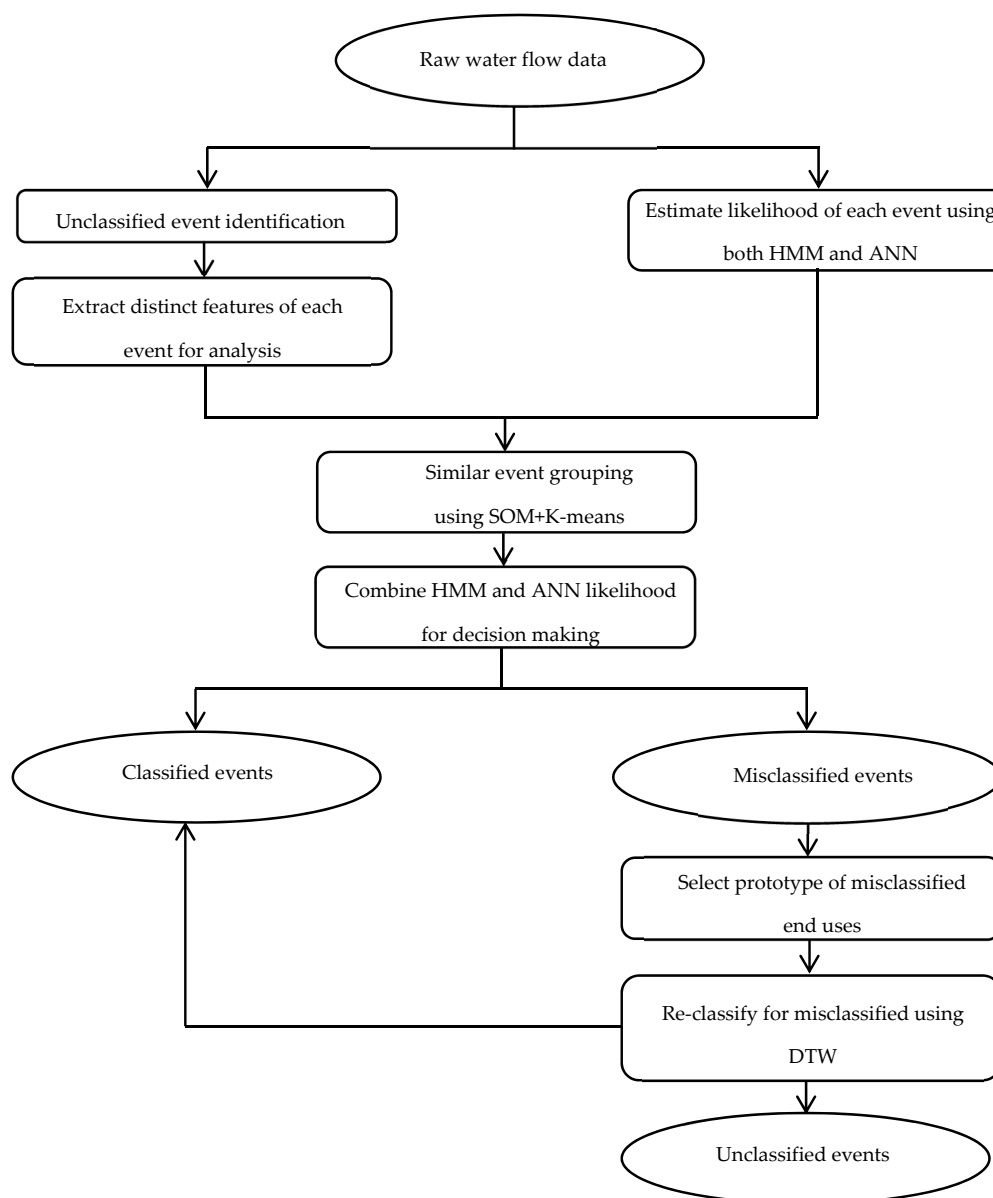 Raw water flow data
Unclassified event identification
Extract distinct features of each
event for analysis
Estimate likelihood of each event using
both HMM and ANN
Similar event grouping
using SOM+K-means
Combine HMM and ANN likelihood
for decision making
Classified events
Misclassified events
Select prototype of misclassified
end uses
Re-classify for misclassified using
DTW
Unclassified events